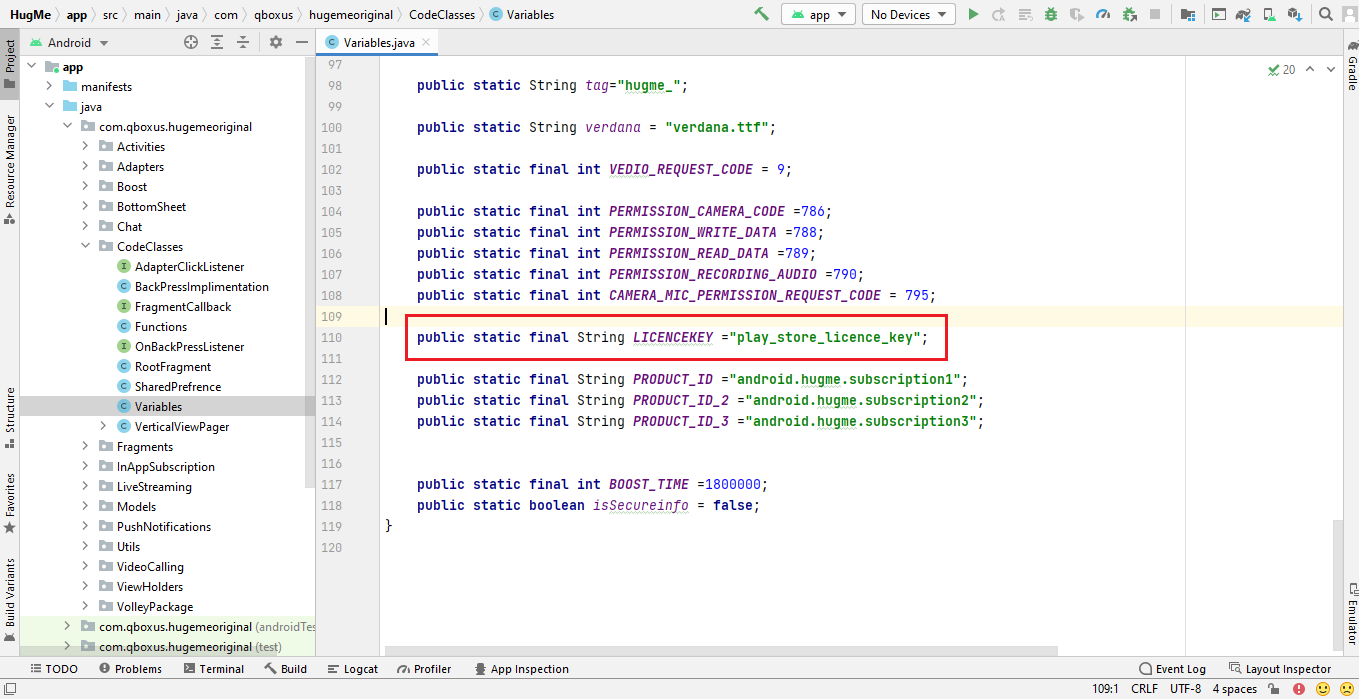 HugMe app src main java com qboxus hugemeoriginal CodeClasses Variables app No Devices
Project
Resource Manager
Structure
Favorites
Build Variants
Android
app
manifests
java
com.qboxus.hugemeoriginal
Activities
Adapters
Boost
BottomSheet
Chat
CodeClasses
AdapterClickListener
BackPressImplimentation
FragmentCallback
Functions
OnBackPressListener
RootFragment
SharedPrefrence
Variables
VerticalViewPager
Fragments
InAppSubscription
LiveStreaming
Models
PushNotifications
Utils
VideoCalling
ViewHolders
VolleyPackage
com.qboxus.hugemeoriginal (androidTes
com.qboxus.hugemeoriginal (test)
Variables.java
20
97
98 public static String tag="hugme_";
99
100 public static String verdana = "verdana.ttf";
101
102 public static final int VEDIO_REQUEST_CODE = 9;
103
104 public static final int PERMISSION_CAMERA_CODE =786;
105 public static final int PERMISSION_WRITE_DATA =788;
106 public static final int PERMISSION_READ_DATA =789;
107 public static final int PERMISSION_RECORDING_AUDIO =790;
108 public static final int CAMERA_MIC_PERMISSION_REQUEST_CODE = 795;
109
110 public static final String LICENCEKEY ="play_store_licence_key";
111
112 public static final String PRODUCT_ID ="android.hugme.subscription1";
113 public static final String PRODUCT_ID_2 ="android.hugme.subscription2";
114 public static final String PRODUCT_ID_3 ="android.hugme.subscription3";
115
116
117 public static final int BOOST_TIME =1800000;
118 public static boolean isSecureinfo = false;
119 }
120
Gradle
Emulator
TODO Problems Terminal Build Logcat Profiler App Inspection Event Log Layout Inspector
109:1 CRLF UTF-8 4 spaces